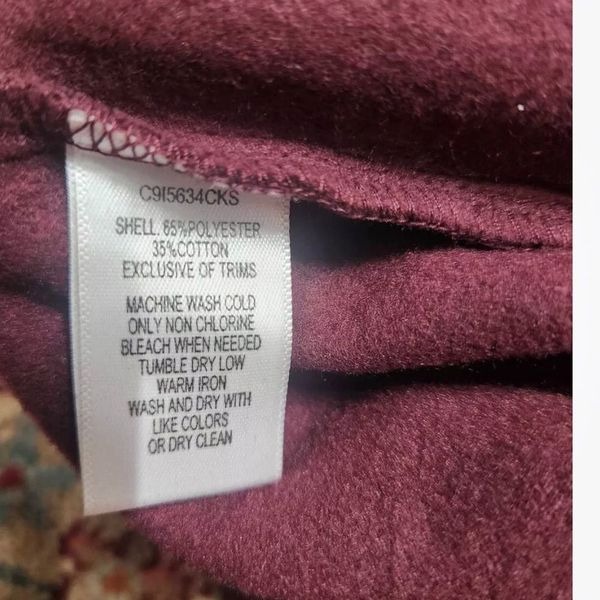 C9I5634CKS
SHELL. 65%POLYESTER
35%COTTON
EXCLUSIVE OF TRIMS
MACHINE WASH COLD
ONLY NON CHLORINE
BLEACH WHEN NEEDED
TUMBLE DRY LOW
WARM IRON
WASH AND DRY WITH
LIKE COLORS
OR DRY CLEAN